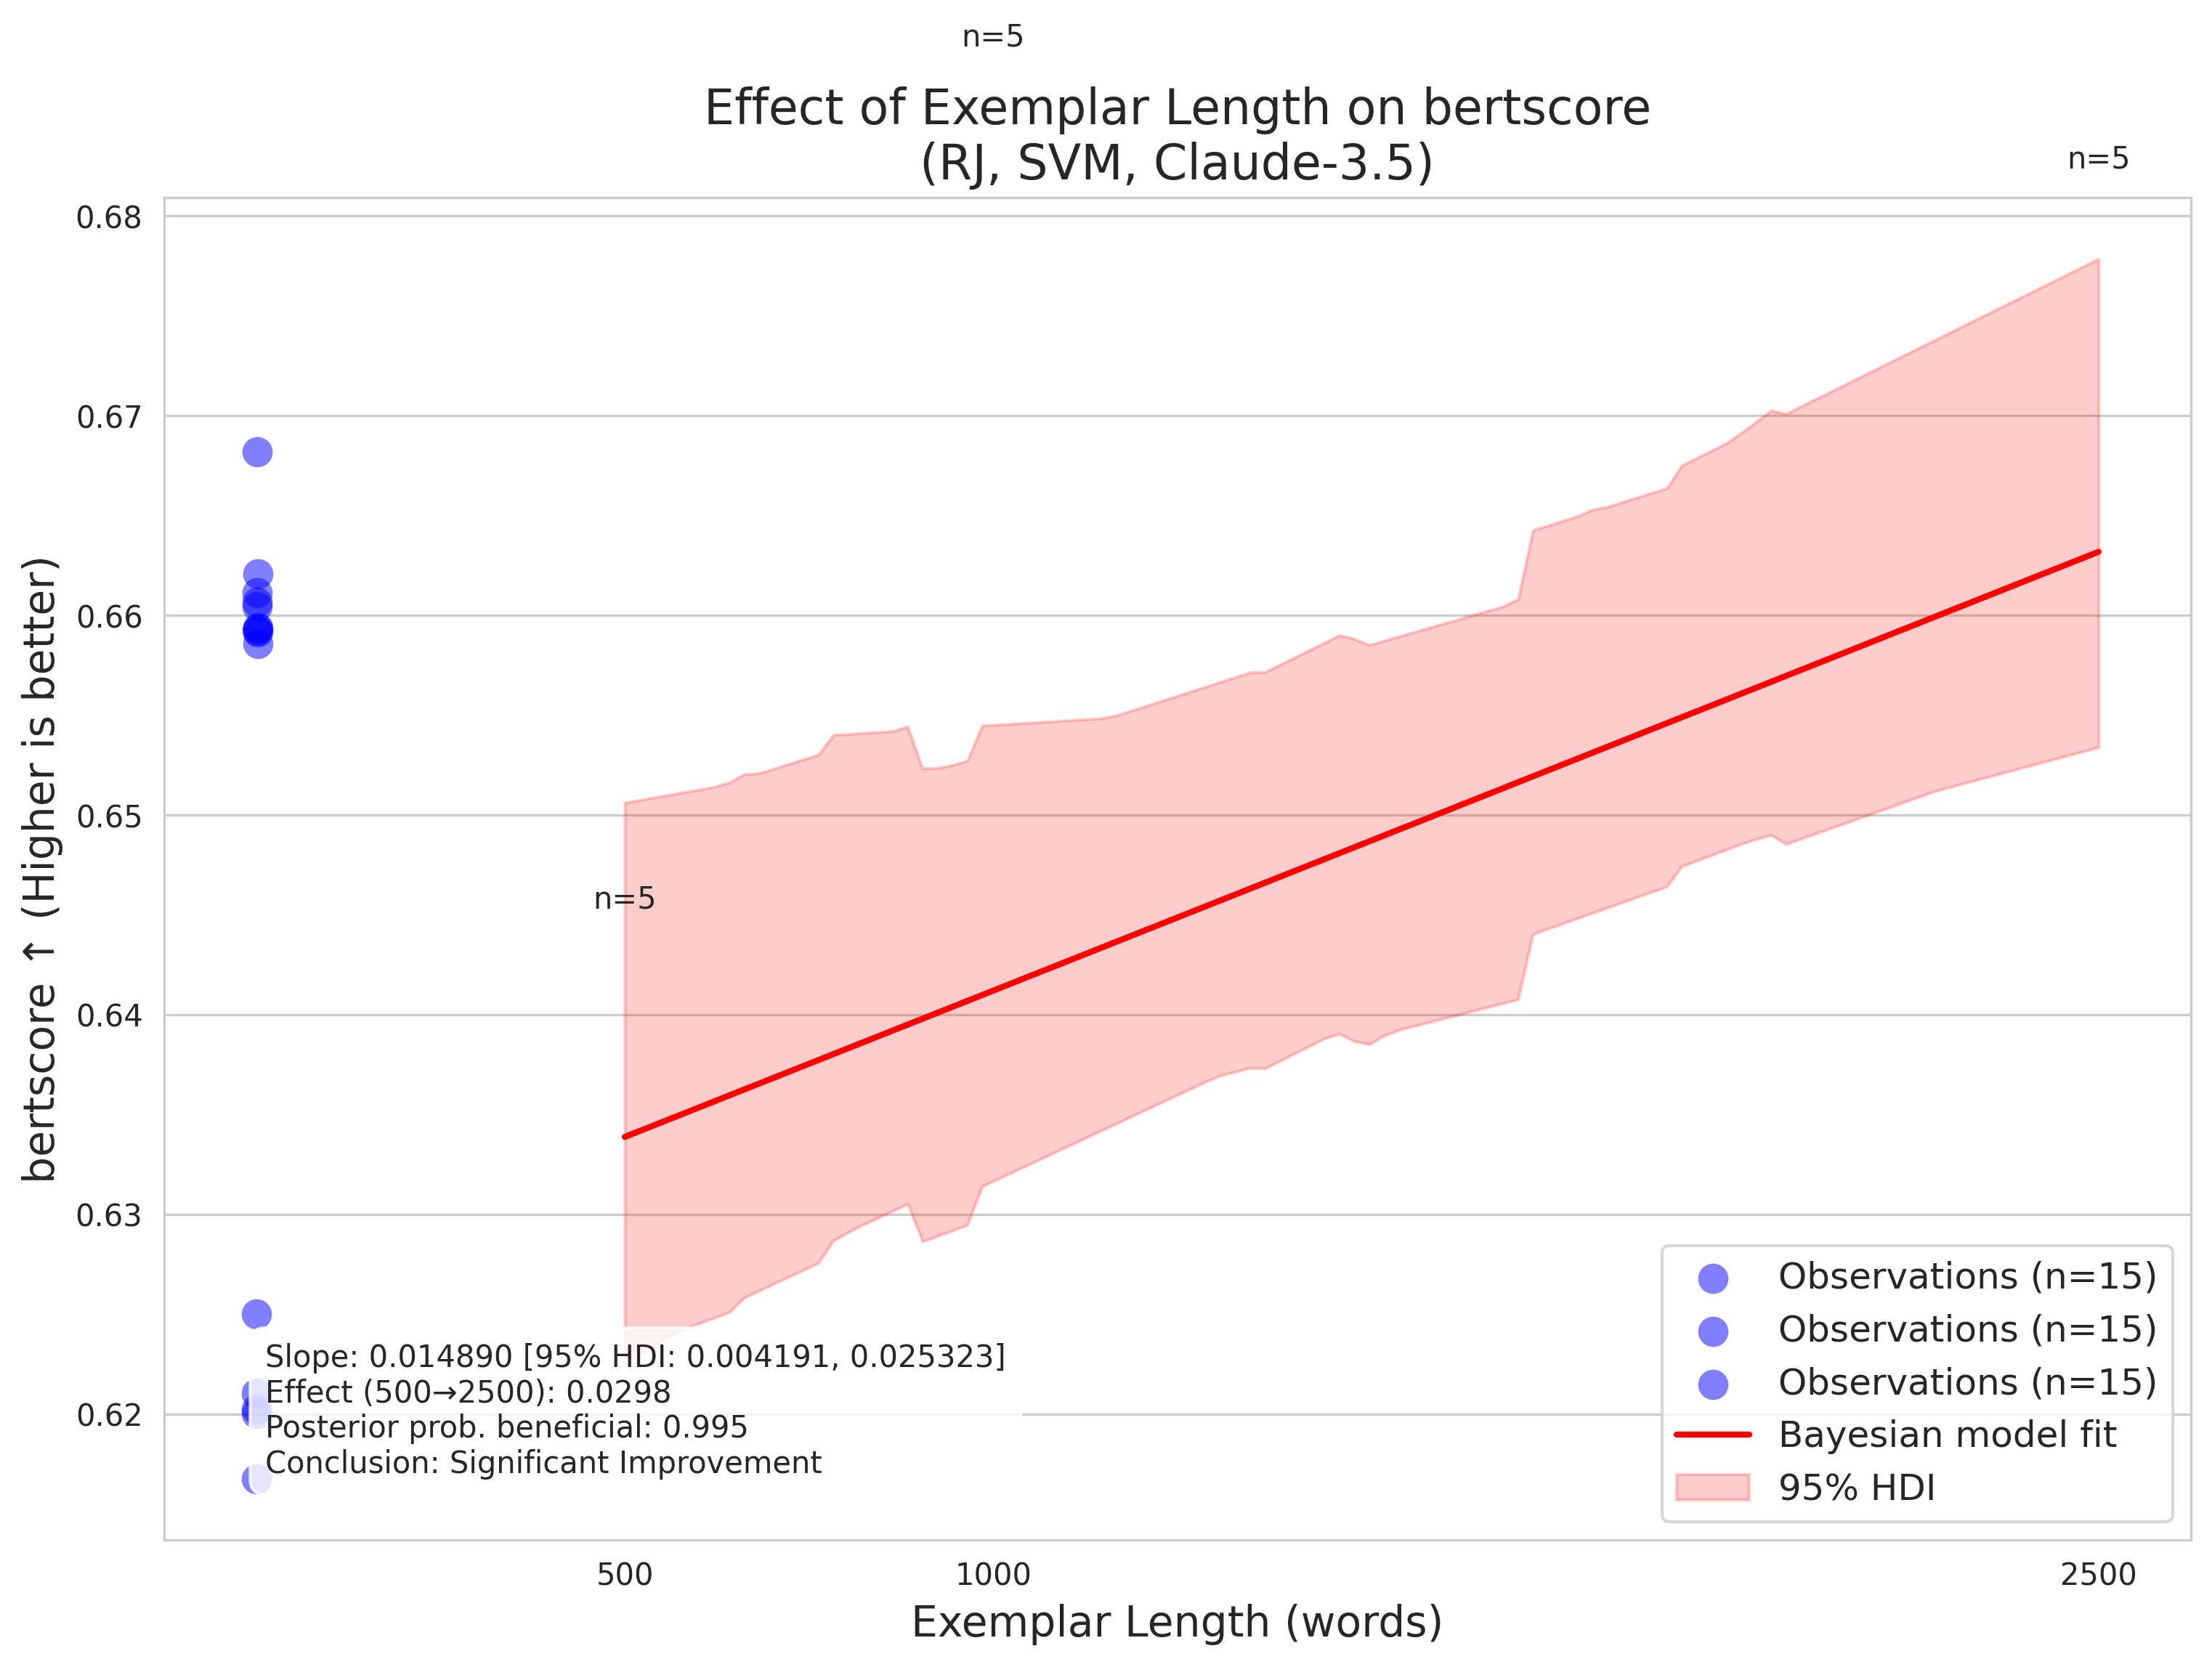 n=5
Effect of Exemplar Length on bertscore
(RJ, SVM, Claude-3.5)
n=5
0.68
0.67
0.66
0.65
0.64
0.63
0.62
bertscore ↑ (Higher is better)
n=5
Slope: 0.014890 [95% HDI: 0.004191, 0.025323]
Effect (500→2500): 0.0298
Posterior prob. beneficial: 0.995
Conclusion: Significant Improvement
Observations (n=15)
Observations (n=15)
Observations (n=15)
Bayesian model fit
95% HDI
500
1000
2500
Exemplar Length (words)